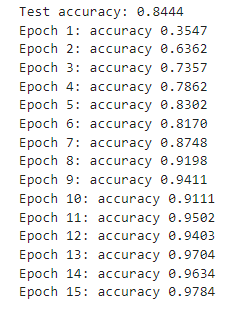 Test accuracy: 0.8444
Epoch 1: accuracy 0.3547
Epoch 2: accuracy 0.6362
Epoch 3: accuracy 0.7357
Epoch 4: accuracy 0.7862
Epoch 5: accuracy 0.8302
Epoch 6: accuracy 0.8170
Epoch 7: accuracy 0.8748
Epoch 8: accuracy 0.9198
Epoch 9: accuracy 0.9411
Epoch 10: accuracy 0.9111
Epoch 11: accuracy 0.9502
Epoch 12: accuracy 0.9403
Epoch 13: accuracy 0.9704
Epoch 14: accuracy 0.9634
Epoch 15: accuracy 0.9784